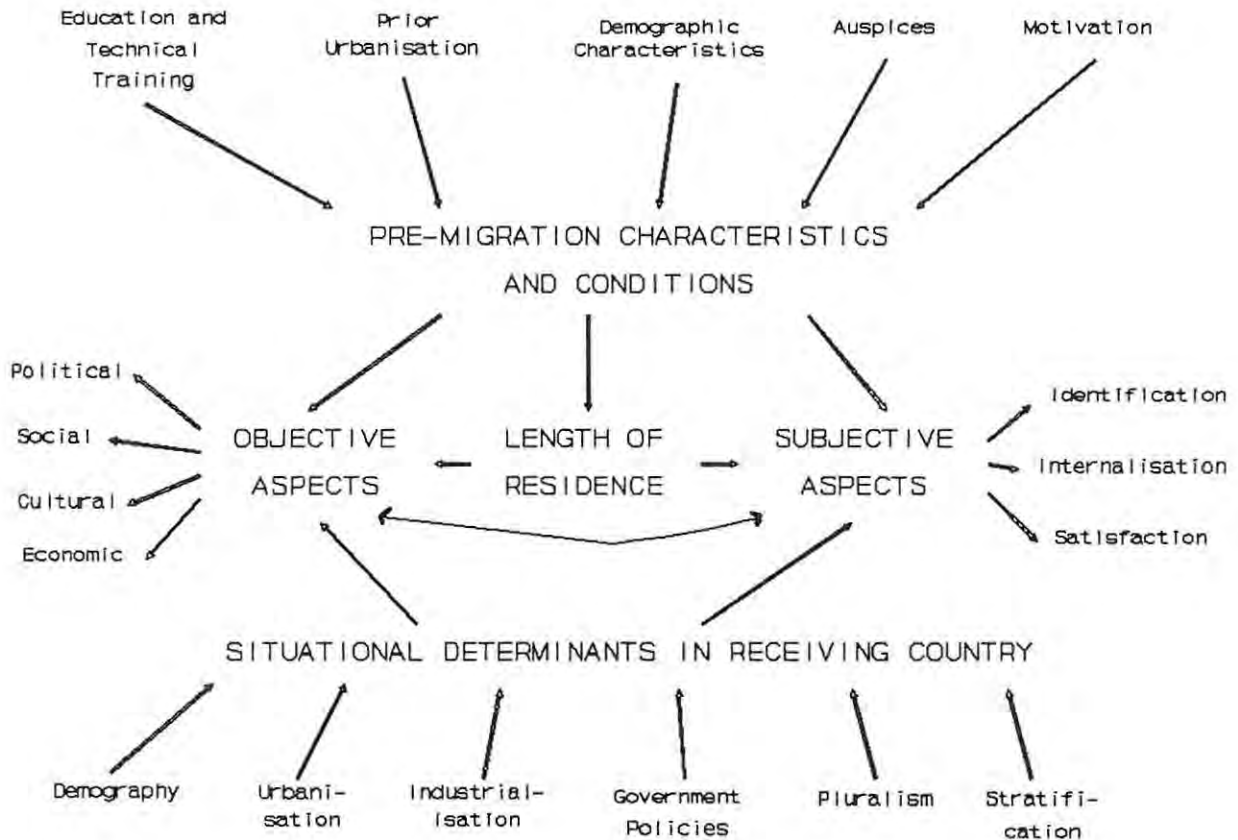 Education and
Technical
Training
Prior
Urbanisation
Demographic
Characteristics
Auspices
Motivation
PRE-MIGRATION CHARACTERISTICS
AND CONDITIONS
Political
Social
Cultural
Economic
OBJECTIVE
ASPECTS
LENGTH OF
RESIDENCE
SUBJECTIVE
ASPECTS
Identification
Internalisation
Satisfaction
SITUATIONAL DETERMINANTS IN RECEIVING COUNTRY
Demography
Urbani-
sation
Industrial-
isation
Government
Policies
Pluralism
Stratifi-
cation